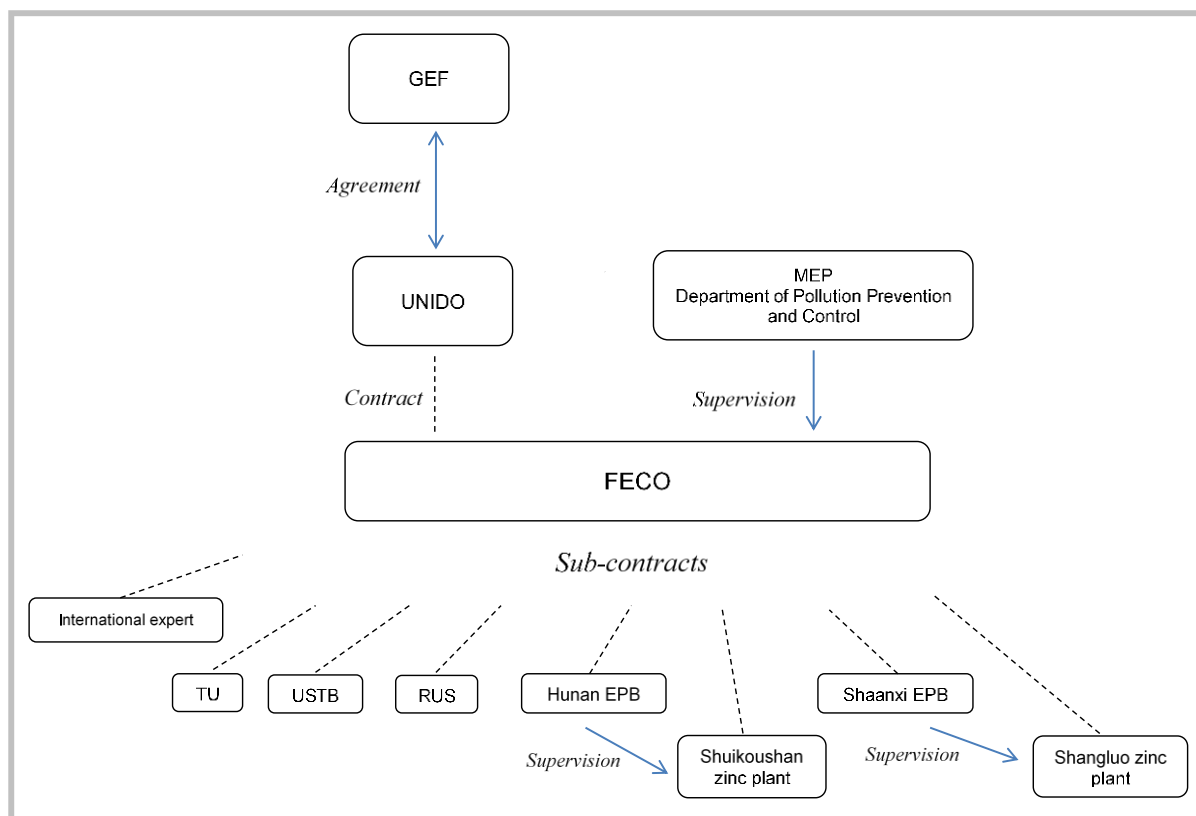 GEF
Agreement
UNIDO
MEP
Department of Pollution Prevention
and Control
Contract
Supervision
FECO
Sub-contracts
International expert
TU
USTB
RUS
Hunan EPB
Shaanxi EPB
Supervision
Shuikoushan
zinc plant
Supervision
Shangluo zinc
plant